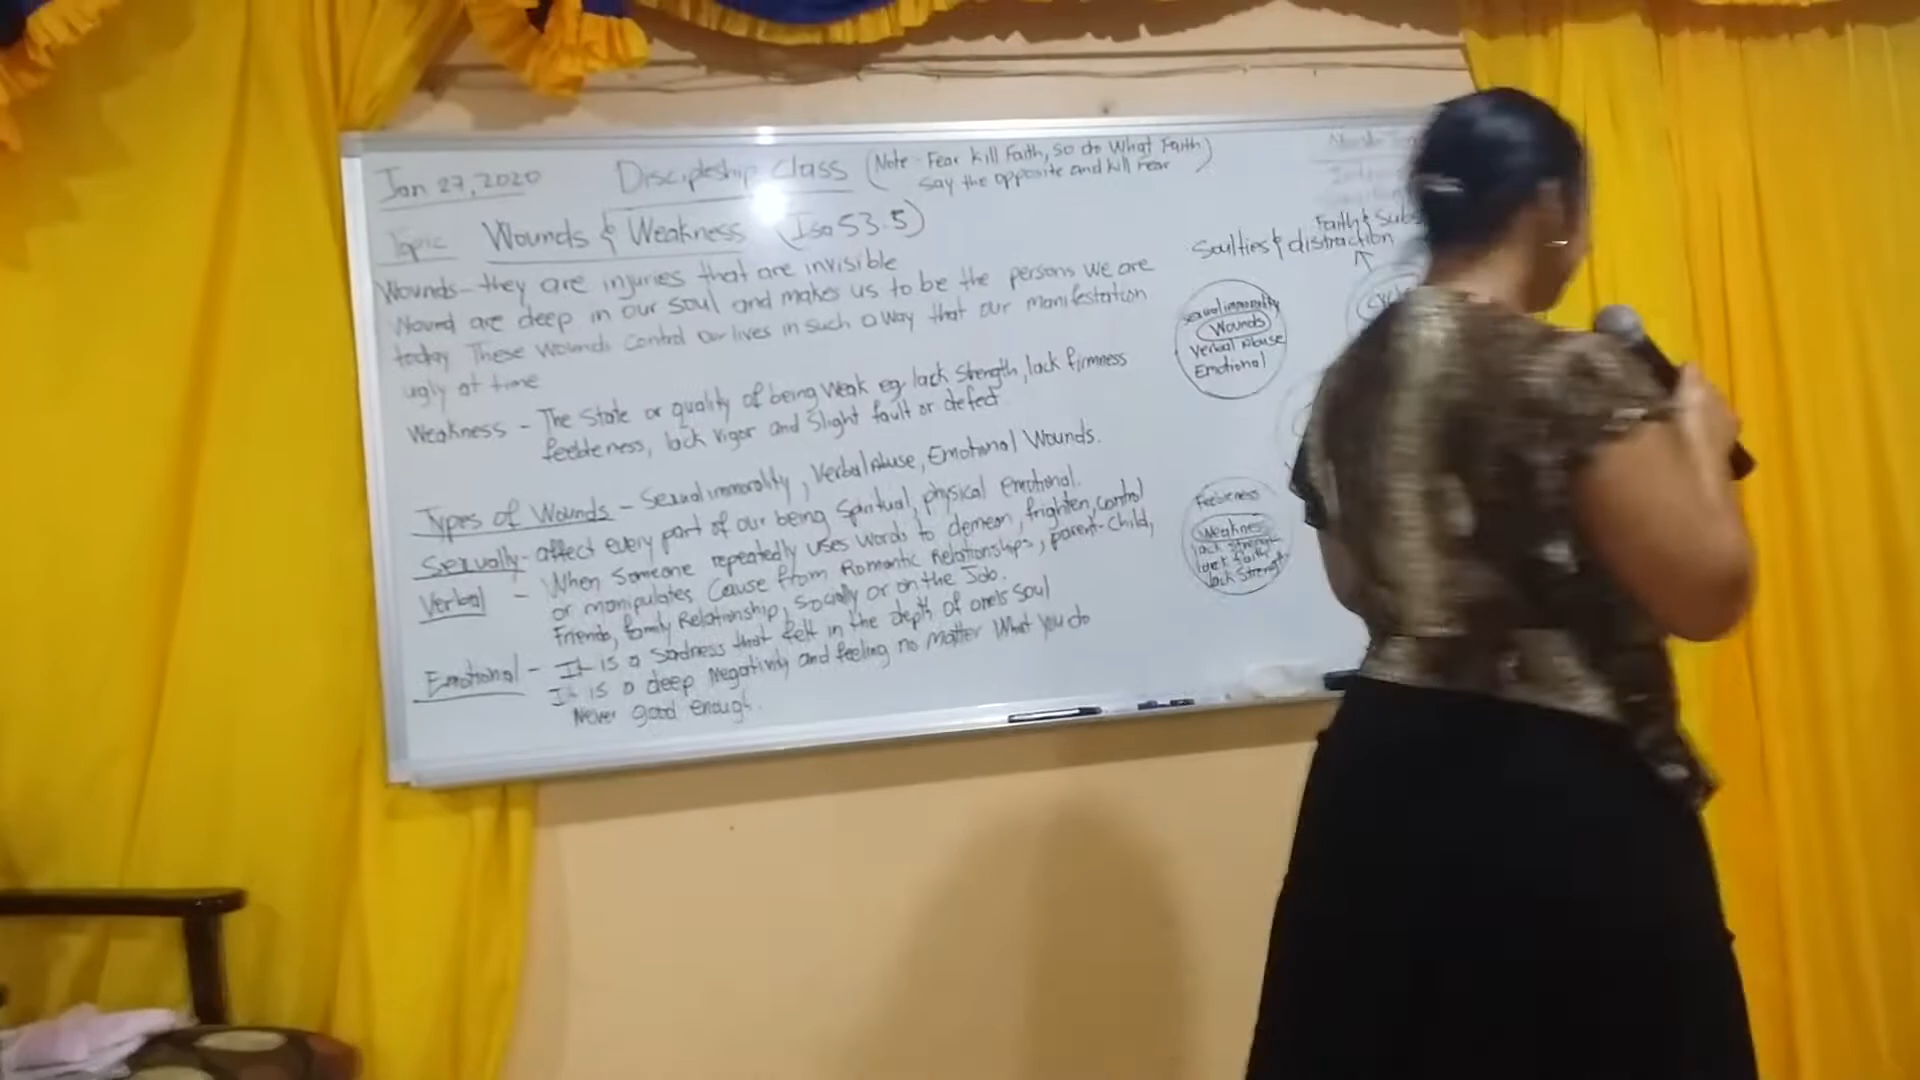 Jan 27, 2020
Discipleship Class (Note - Fear kill Faith, so do What Faith
say the opposite and kill Fear)
Topic Wounds & Weakness (Isa 53.5)
Wounds - they are injuries that are invisible
Wound are deep in our soul and makes us to be the persons we are
today These wounds control our lives in such a way that our manifestation
ugly at time
Weakness - The State or quality of being weak eg lack Strength, lack firmness
feebleness, lack vigor and Slight fault or defect
Types of Wounds - Sexual immorality, Verbal Abuse, Emotional Wounds.
Sexually - affect every part of our being Spiritual, physical emotional.
Verbal - When Someone repeatedly uses words to demean, frighten, control
or manipulates Cause from Romantic Relationships, parent-child,
Friends, family Relationship, Socially or on the Job.
Emotional - It is a sadness that felt in the depth of one's soul
It is a deep Negativity and feeling no matter What you do
Never good enough.
Faith &
Soulties & distraction
Sexual immorality
Wounds
Verbal Abuse
Emotional
Feebleness
Weakness
lack strength
lack faith
lack Strength